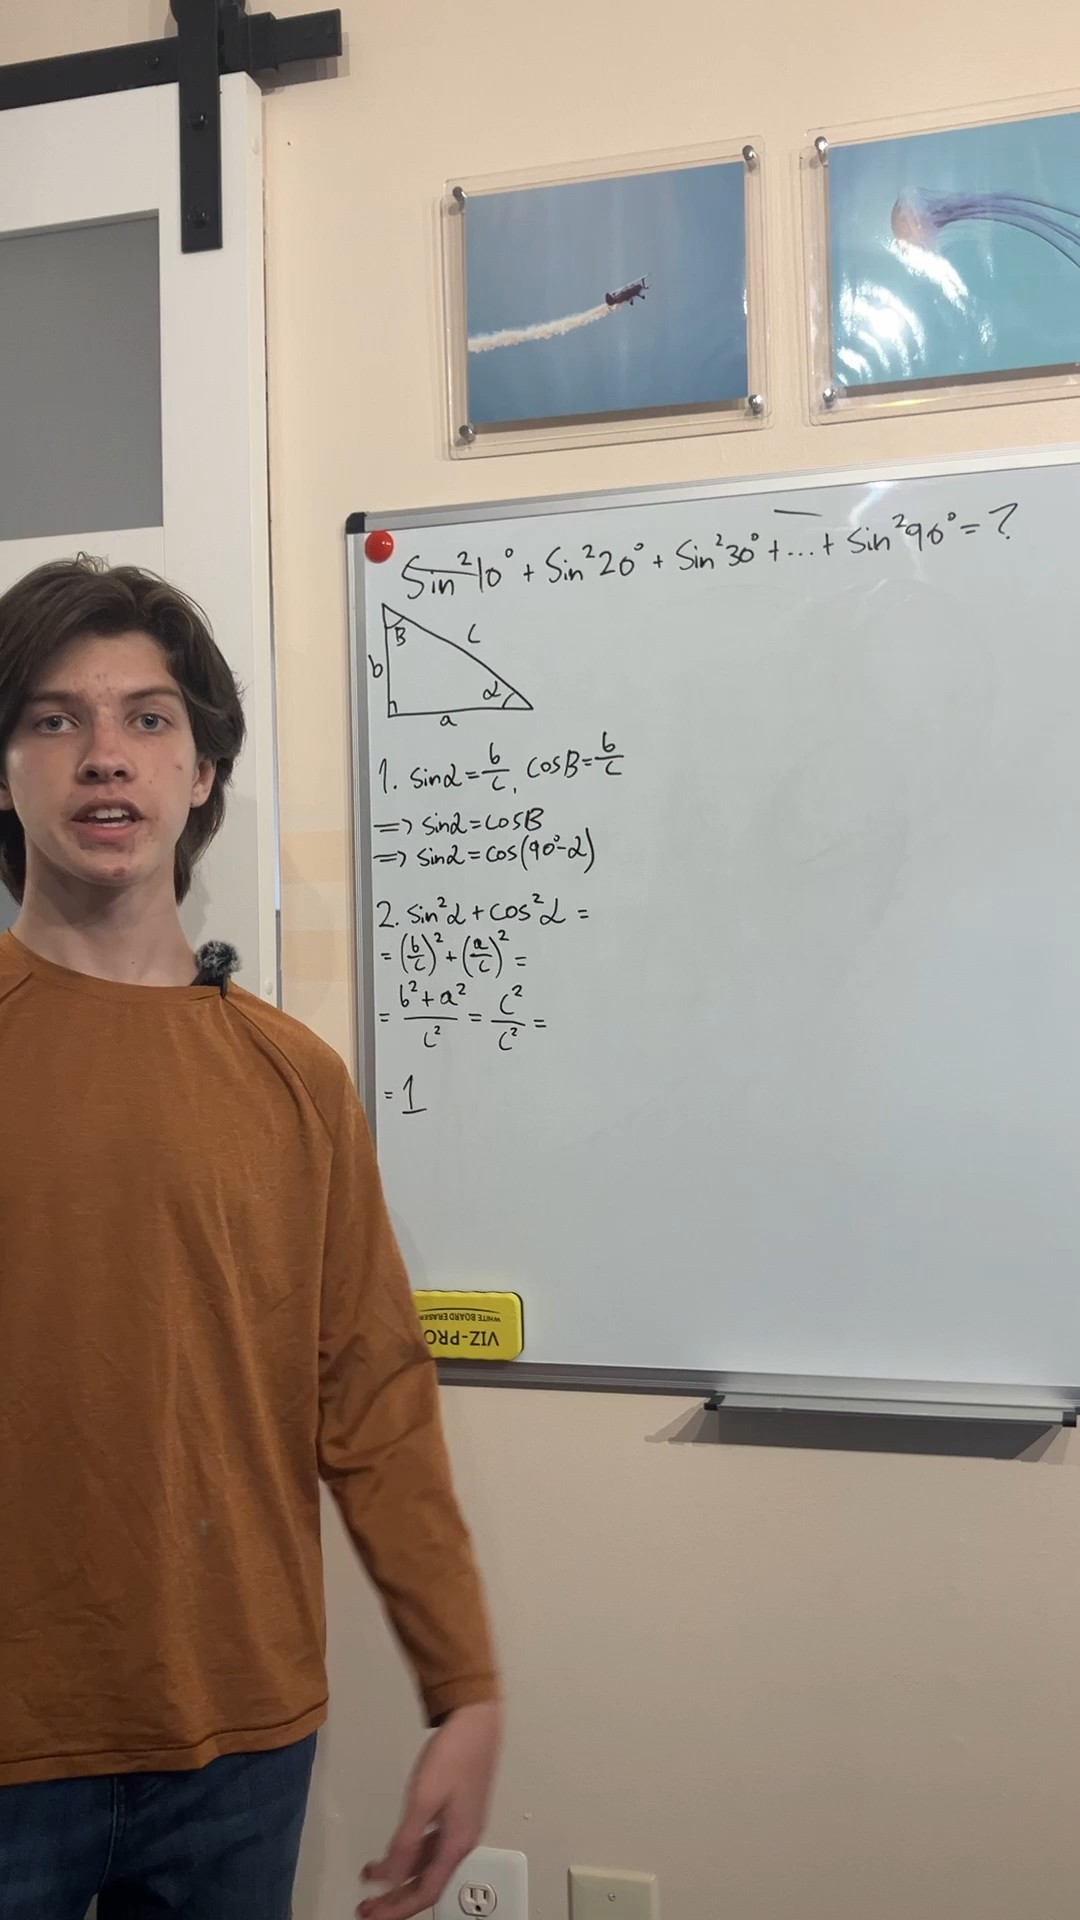 Sin²10° + Sin²20° + Sin²30° + ... + Sin²90° = ?
B
c
b
α
a
1. sinα = b/c, cosB = b/c
=> sinα = cosB
=> sinα = cos(90°-α)
2. sin²α + cos²α =
= (b/c)² + (a/c)² =
= (b² + a²)/c² = c²/c² =
= 1
WHITE BOARD ERASER
VIZ-PRO